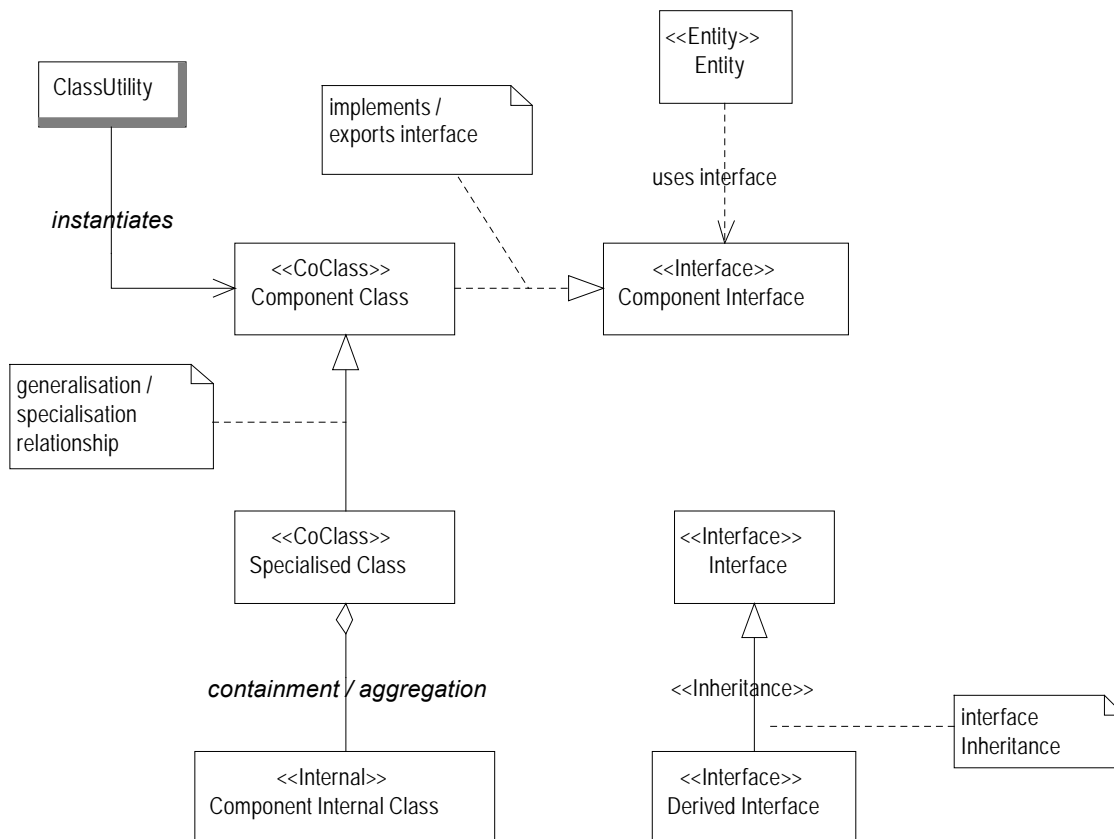 <<Entity>>
Entity
ClassUtility
implements /
exports interface
uses interface
instantiates
<<CoClass>>
Component Class
<<Interface>>
Component Interface
generalisation /
specialisation
relationship
<<CoClass>>
Specialised Class
<<Interface>>
Interface
containment / aggregation
<<Inheritance>>
interface
Inheritance
<<Internal>>
Component Internal Class
<<Interface>>
Derived Interface